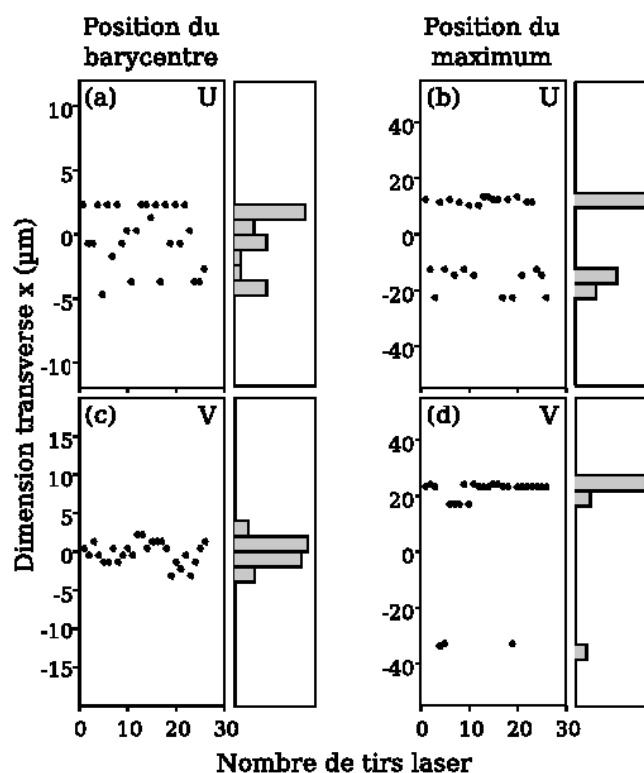 Position du
barycentre
Position du
maximum
Dimension transverse x (µm)
(a) U
10
5
0
-5
-10
(b) U
40
20
0
-20
-40
(c) V
15
10
5
0
-5
-10
-15
0 10 20 30
(d) V
40
20
0
-20
-40
0 10 20 30
Nombre de tirs laser